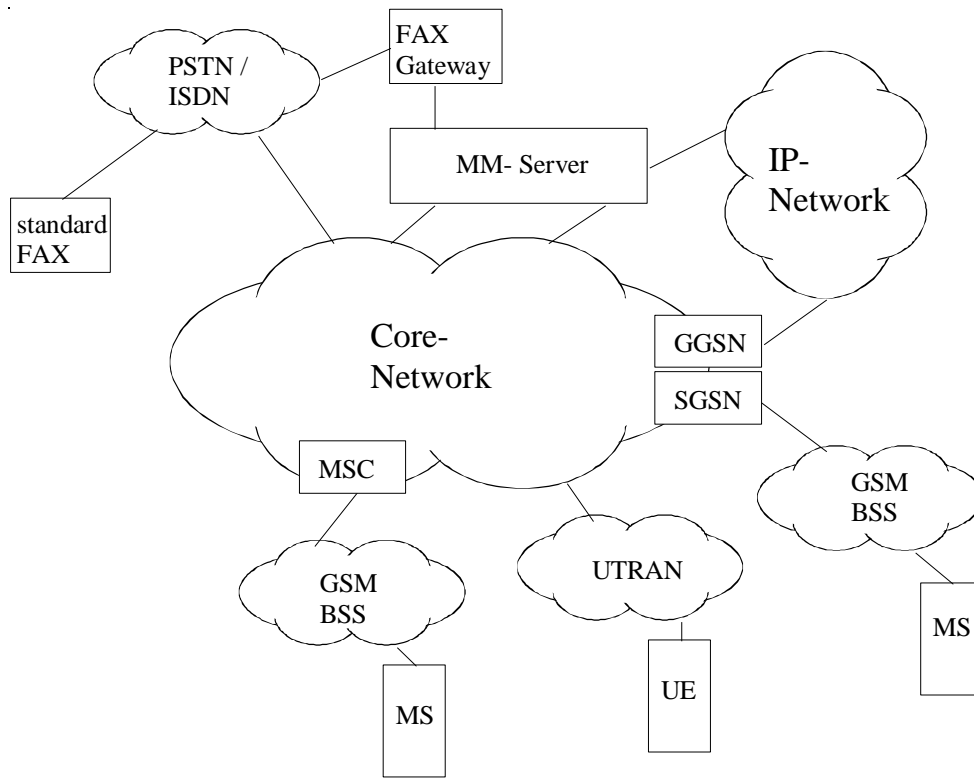 FAX
Gateway
PSTN /
ISDN
MM- Server
IP-
Network
standard
FAX
Core-
Network
GGSN
SGSN
MSC
GSM
BSS
UTRAN
GSM
BSS
MS
UE
MS